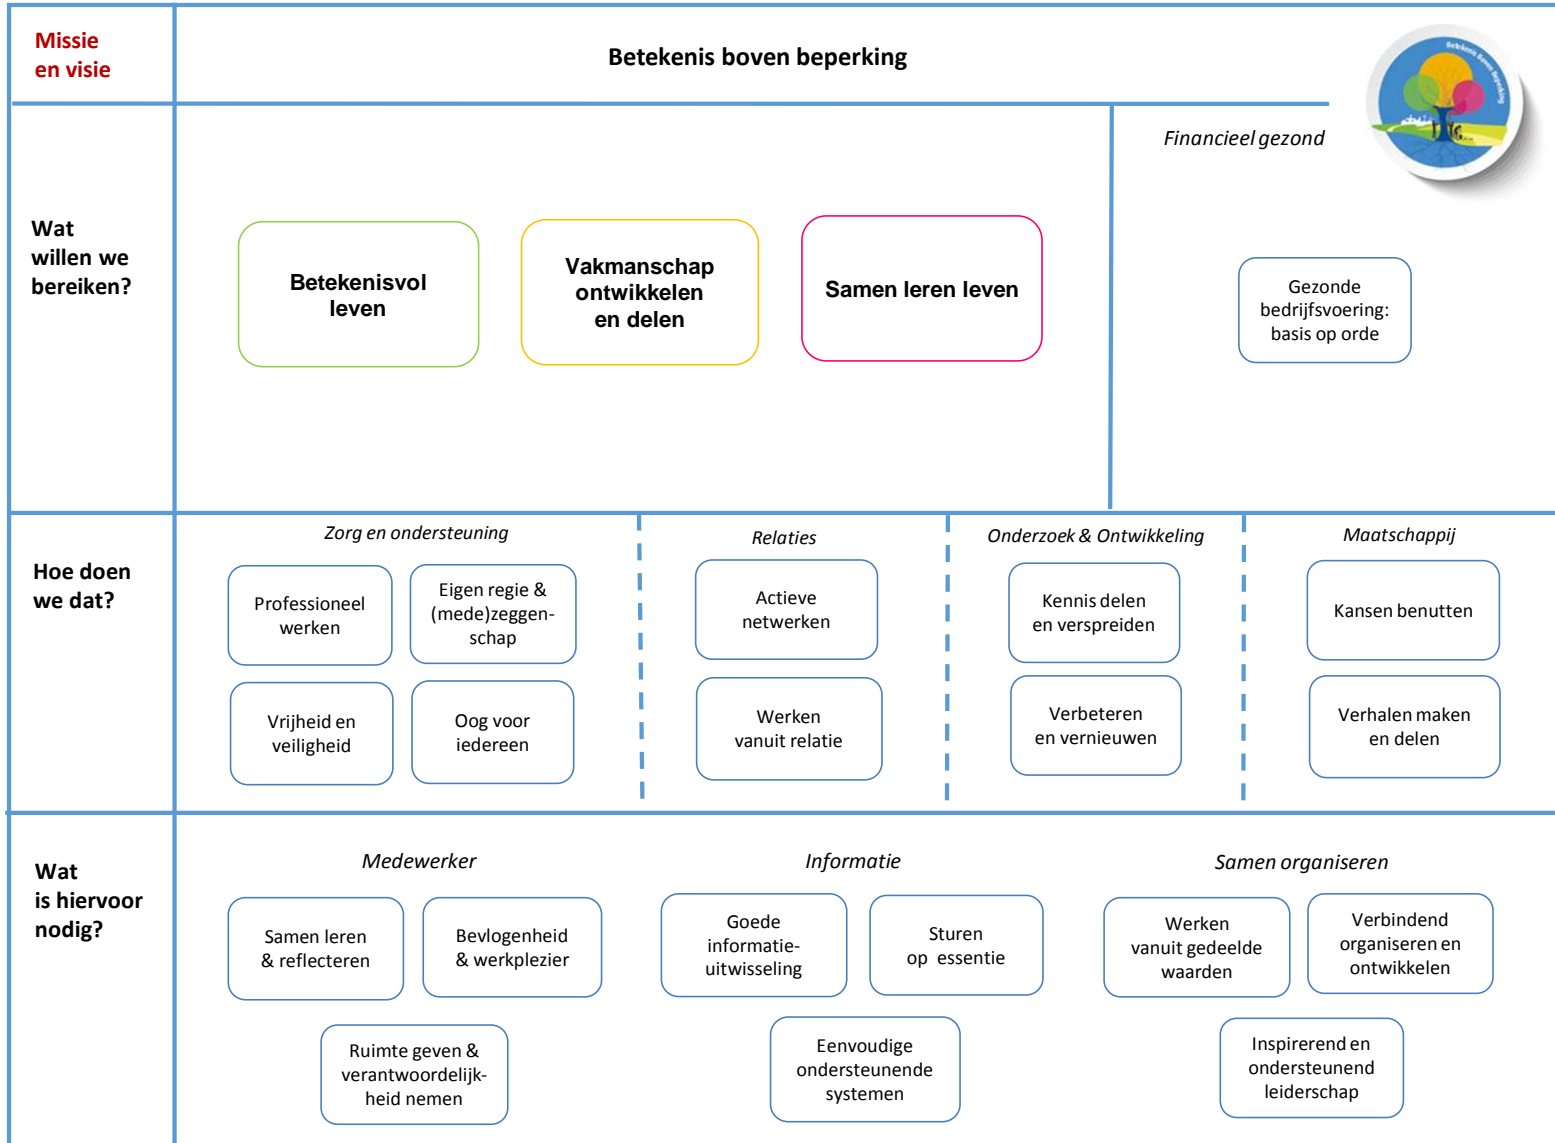 Missie
en visie
Betekenis boven beperking
Betekenis Boven Beperking
Wat
willen we
bereiken?
Betekenisvol
leven
Vakmanschap
ontwikkelen
en delen
Samen leren leven
Financieel gezond
Gezonde
bedrijfsvoering:
basis op orde
Hoe doen
we dat?
Zorg en ondersteuning
Professioneel
werken
Eigen regie &
(mede)zeggen-
schap
Vrijheid en
veiligheid
Oog voor
iedereen
Relaties
Actieve
netwerken
Werken
vanuit relatie
Onderzoek & Ontwikkeling
Kennis delen
en verspreiden
Verbeteren
en vernieuwen
Maatschappij
Kansen benutten
Verhalen maken
en delen
Wat
is hiervoor
nodig?
Medewerker
Samen leren
& reflecteren
Bevlogenheid
& werkplezier
Ruimte geven &
verantwoordelijk-
heid nemen
Informatie
Goede
informatie-
uitwisseling
Sturen
op essentie
Eenvoudige
ondersteunende
systemen
Samen organiseren
Werken
vanuit gedeelde
waarden
Verbindend
organiseren en
ontwikkelen
Inspirerend en
ondersteunend
leiderschap